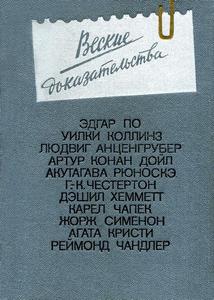 Веские
доказательства
ЭДГАР ПО
УИЛКИ КОЛЛИНЗ
ЛЮДВИГ АНЦЕНГРУБЕР
АРТУР КОНАН ДОЙЛ
АКУТАГАВА РЮНОСКЭ
Г.-К. ЧЕСТЕРТОН
ДЭШИЛ ХЕММЕТТ
КАРЕЛ ЧАПЕК
ЖОРЖ СИМЕНОН
АГАТА КРИСТИ
РЕЙМОНД ЧАНДЛЕР